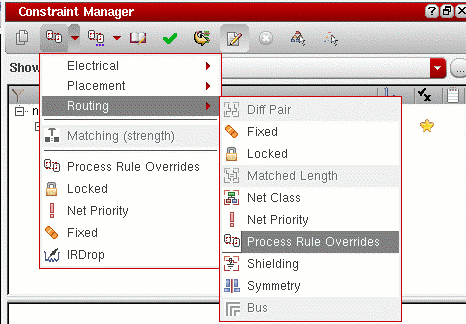 Constraint Manager
Show
Electrical
Placement
Routing
Matching (strength)
Process Rule Overrides
Locked
Net Priority
Fixed
IRDrop
Diff Pair
Fixed
Locked
Matched Length
Net Class
Net Priority
Process Rule Overrides
Shielding
Symmetry
Bus